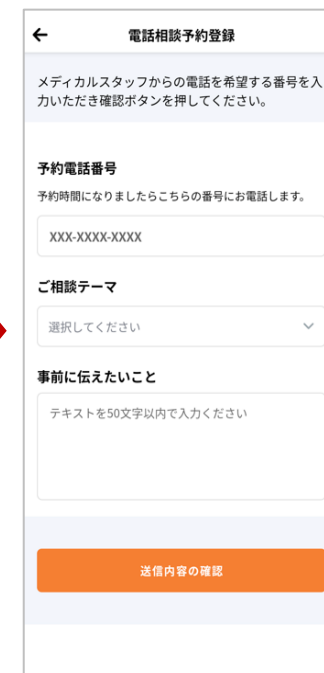 電話相談予約登録
メディカルスタッフからの電話を希望する番号を入
力いただき確認ボタンを押してください。
予約電話番号
予約時間になりましたらこちらの番号にお電話します。
XXX-XXXX-XXXX
ご相談テーマ
選択してください
事前に伝えたいこと
テキストを50文字以内で入力ください
送信内容の確認